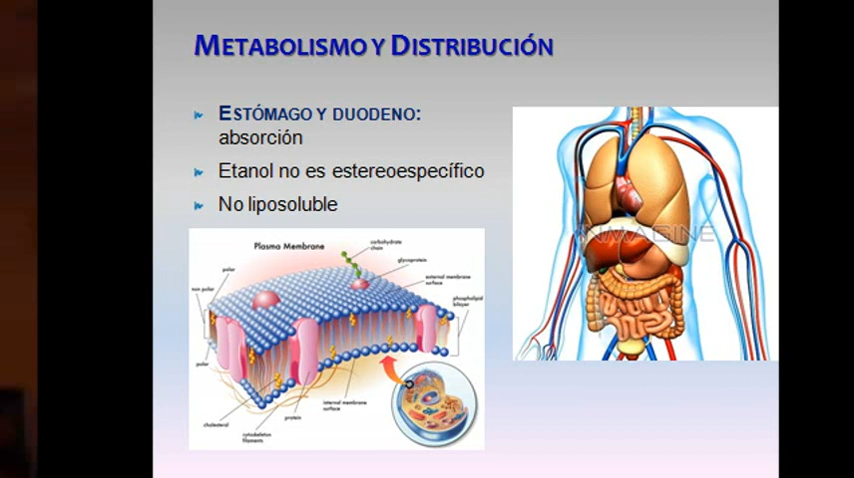 METABOLISMO Y DISTRIBUCIÓN
ESTÓMAGO Y DUODENO:
absorción
Etanol no es estereoespecífico
No liposoluble
INMAGINE
Plasma Membrane
carbohydrate
chain
glycoprotein
polar
external membrane
surface
non polar
phospholipid
bilayer
polar
internal membrane
surface
protein
cholesterol
cytoskeleton
filaments